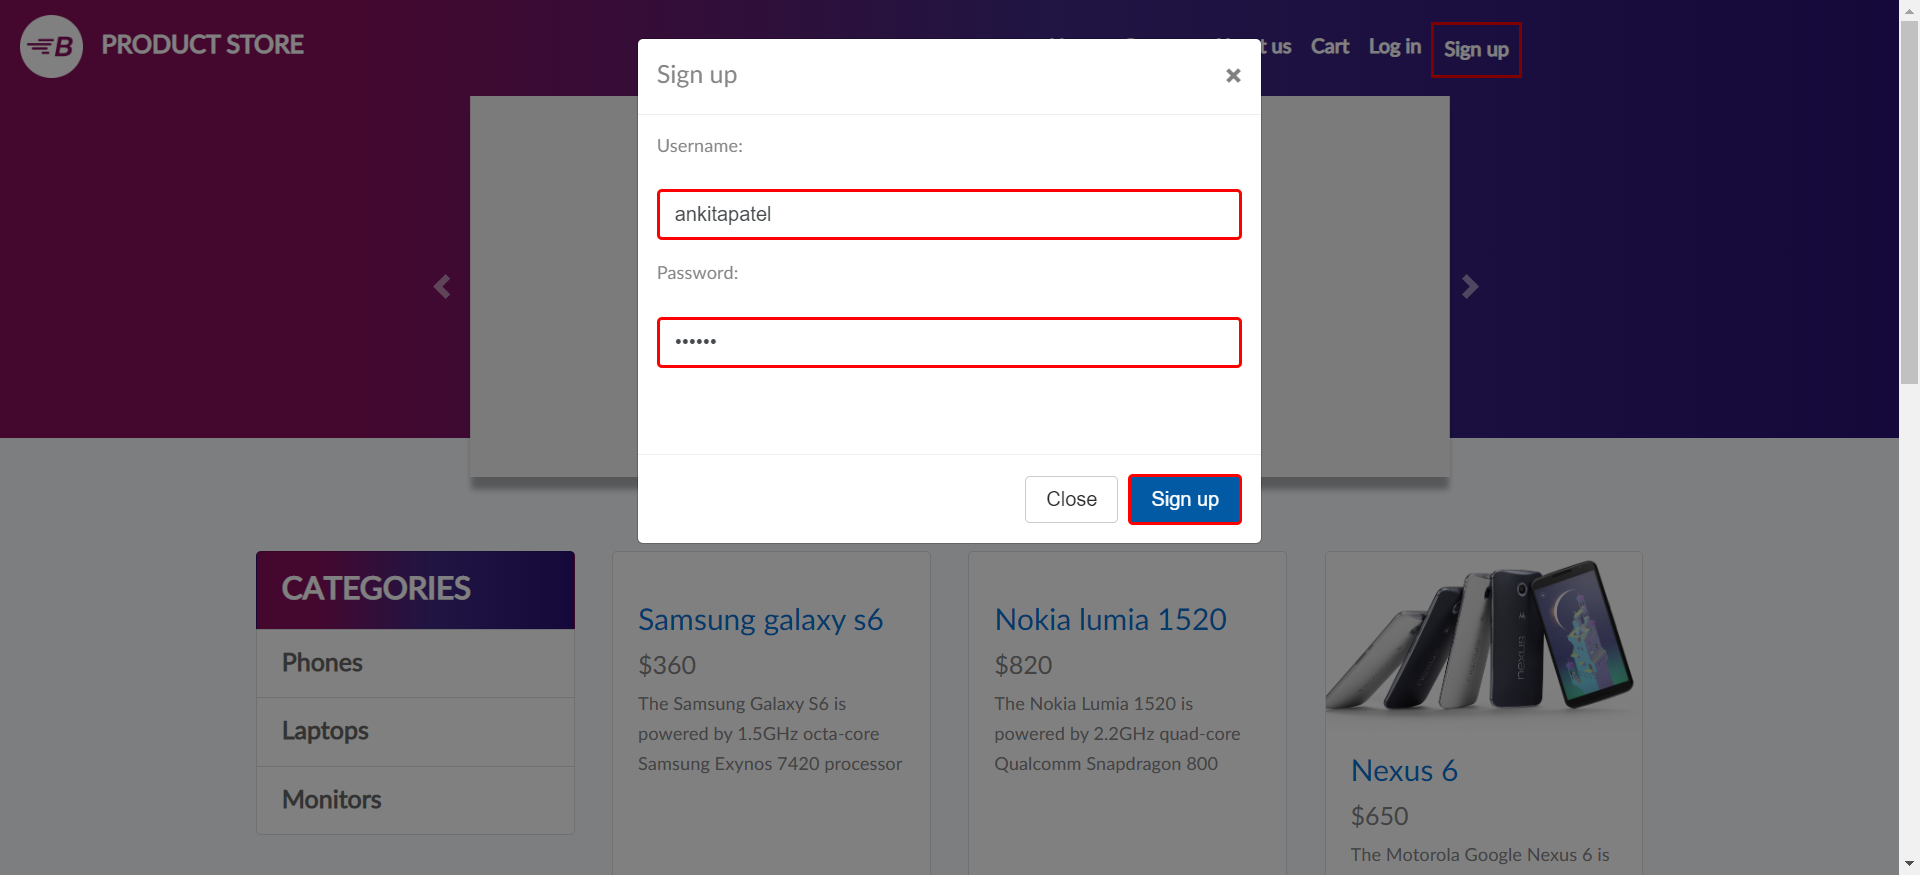 B PRODUCT STORE
t us Cart Log in Sign up
Sign up
×
Username:
ankitapatel
Password:
••••••
Close Sign up
CATEGORIES
Phones
Laptops
Monitors
Samsung galaxy s6
$360
The Samsung Galaxy S6 is
powered by 1.5GHz octa-core
Samsung Exynos 7420 processor
Nokia lumia 1520
$820
The Nokia Lumia 1520 is
powered by 2.2GHz quad-core
Qualcomm Snapdragon 800
nexus
Nexus 6
$650
The Motorola Google Nexus 6 is